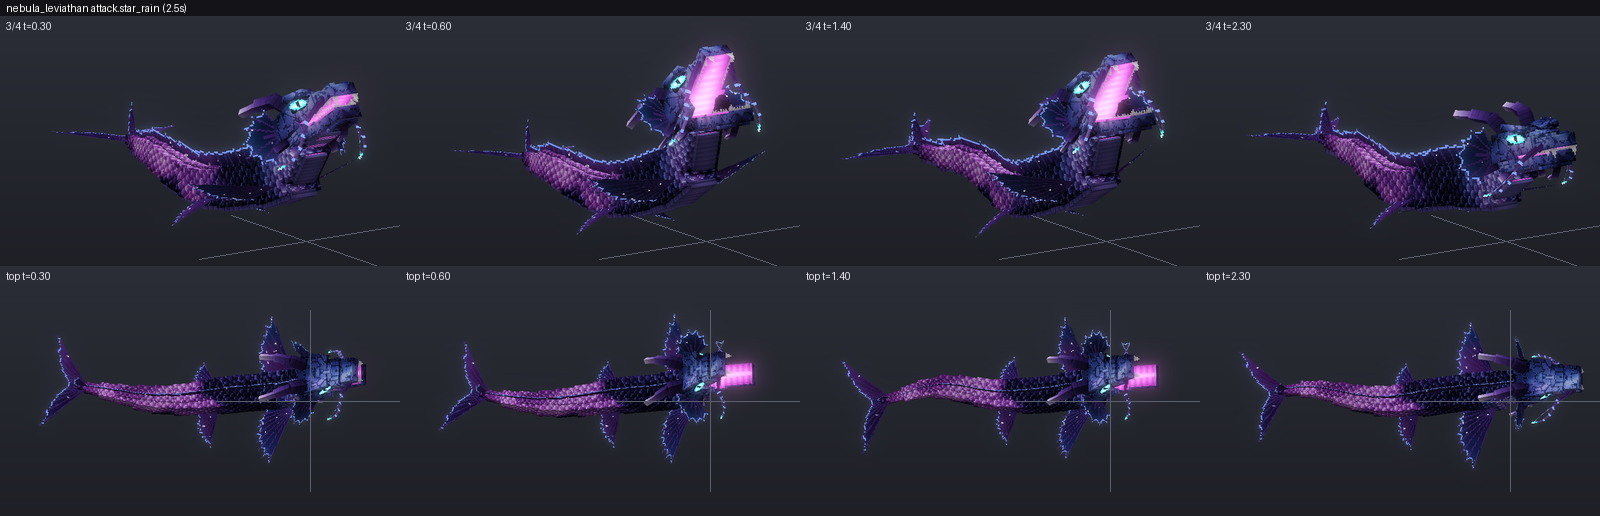 nebula_leviathan attack.star_rain (2.5s)
3/4 t=0.30
3/4 t=0.60
3/4 t=1.40
3/4 t=2.30
top t=0.30
top t=0.60
top t=1.40
top t=2.30